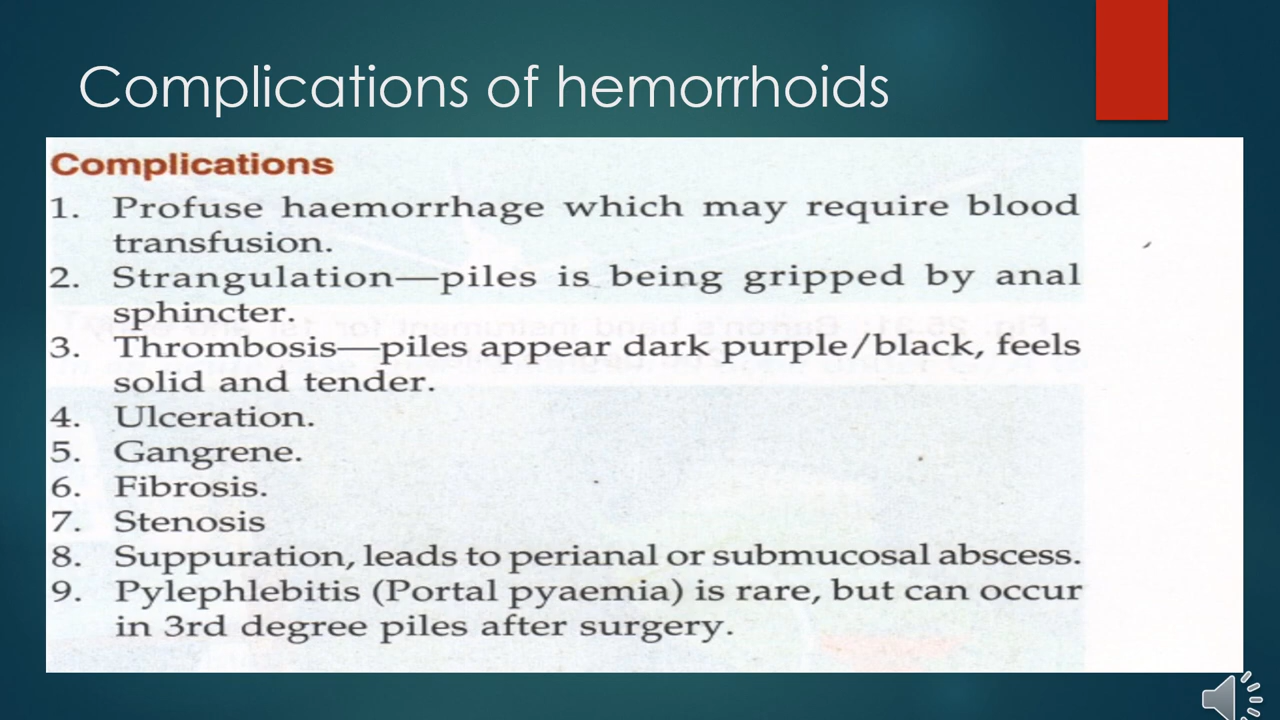 Complications of hemorrhoids
Complications
1. Profuse haemorrhage which may require blood
transfusion.
2. Strangulation—piles is being gripped by anal
sphincter.
3. Thrombosis—piles appear dark purple/black, feels
solid and tender.
4. Ulceration.
5. Gangrene.
6. Fibrosis.
7. Stenosis
8. Suppuration, leads to perianal or submucosal abscess.
9. Pylephlebitis (Portal pyaemia) is rare, but can occur
in 3rd degree piles after surgery.